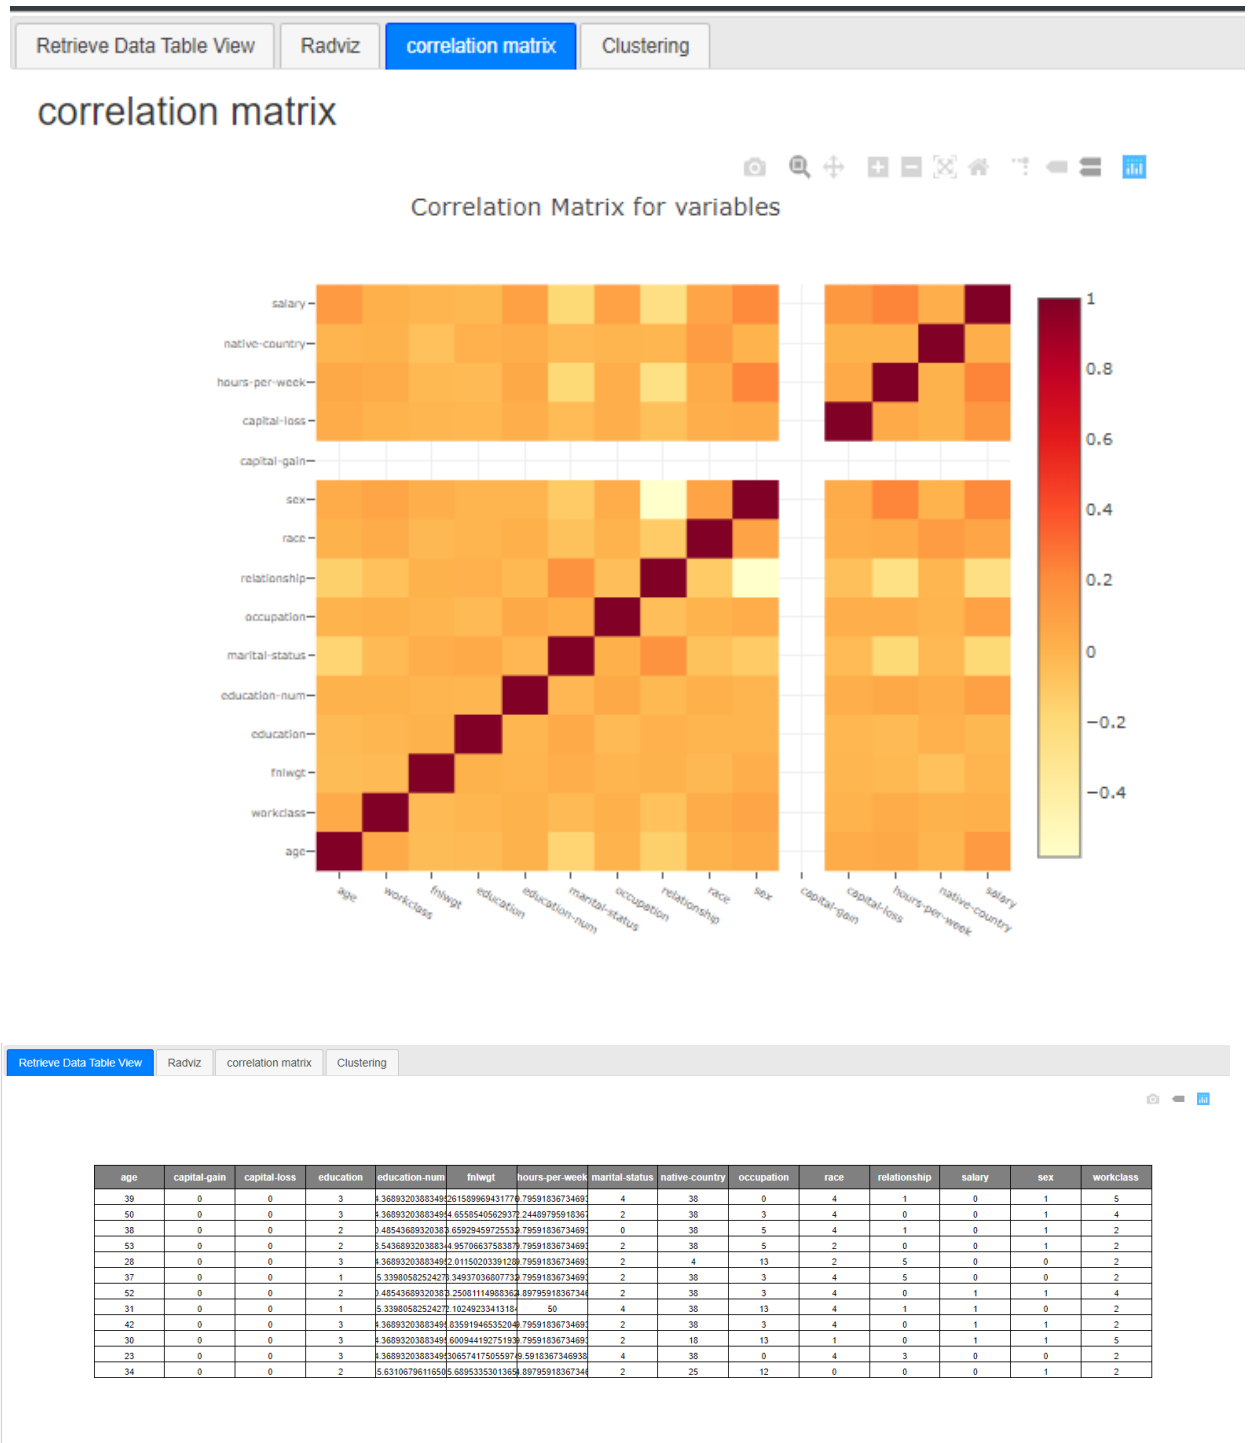 Retrieve Data Table View Radviz correlation matrix Clustering
correlation matrix
Correlation Matrix for variables
salary
native-country
hours-per-week
capital-loss
capital-gain
sex
race
relationship
occupation
marital-status
education-num
education
fnlwgt
workclass
age
age workclass fnlwgt education education-num marital-status occupation relationship race sex capital-gain capital-loss hours-per-week native-country salary
1
0.8
0.6
0.4
0.2
0
−0.2
−0.4
Retrieve Data Table View Radviz correlation matrix Clustering
age capital-gain capital-loss education education-num fnlwgt hours-per-week marital-status native-country occupation race relationship salary sex workclass
39 0 0 3 4 38 0 4 1 0 1 5
50 0 0 3 2 38 3 4 0 0 1 4
38 0 0 2 0 38 5 4 1 0 1 2
53 0 0 2 2 38 5 2 0 0 1 2
28 0 0 3 2 4 13 2 5 0 0 2
37 0 0 1 2 38 3 4 5 0 0 2
52 0 0 2 2 38 3 4 0 1 1 4
31 0 0 1 50 4 38 13 4 1 1 0 2
42 0 0 3 2 38 3 4 0 1 1 2
30 0 0 3 2 18 13 1 0 1 1 5
23 0 0 3 4 38 0 4 3 0 0 2
34 0 0 2 2 25 12 0 0 0 1 2